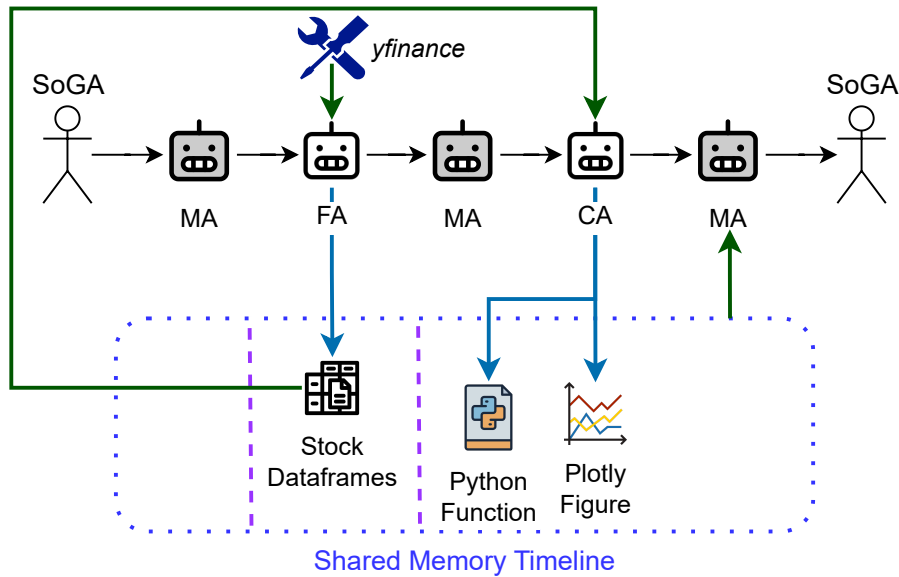 yfinance
SoGA
SoGA
MA
FA
MA
CA
MA
Stock
Dataframes
Python
Function
Plotly
Figure
Shared Memory Timeline